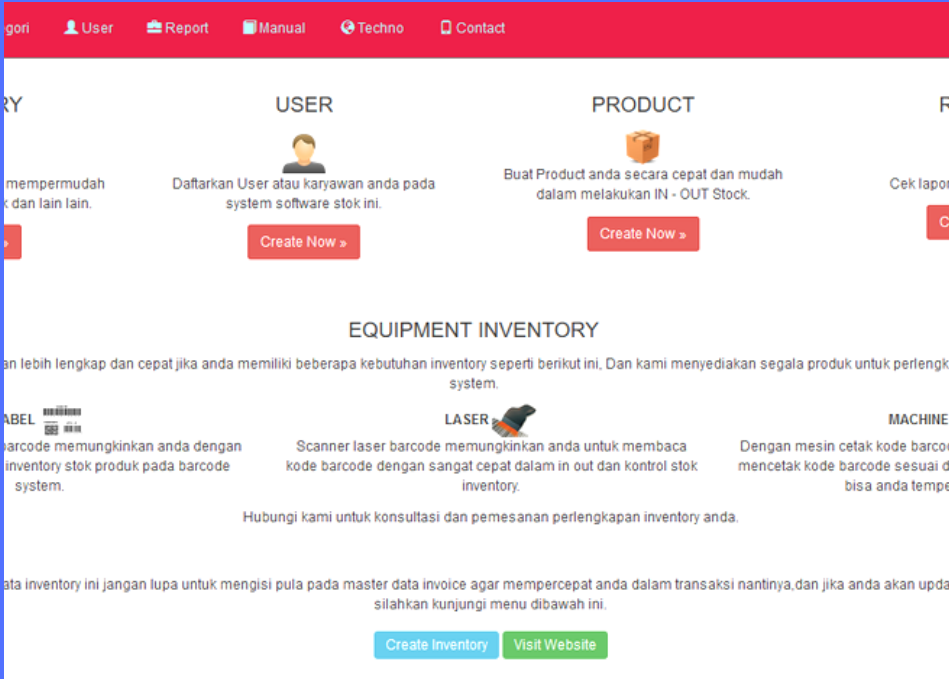 gori User Report Manual Techno Contact
RY
mempermudah
k dan lain lain.
»
USER
Daftarkan User atau karyawan anda pada
system software stok ini.
Create Now »
PRODUCT
Buat Product anda secara cepat dan mudah
dalam melakukan IN - OUT Stock.
Create Now »
R
Cek lapor
C
EQUIPMENT INVENTORY
an lebih lengkap dan cepat jika anda memiliki beberapa kebutuhan inventory seperti berikut ini, Dan kami menyediakan segala produk untuk perlengk
system.
ABEL
barcode memungkinkan anda dengan
inventory stok produk pada barcode
system.
LASER
Scanner laser barcode memungkinkan anda untuk membaca
kode barcode dengan sangat cepat dalam in out dan kontrol stok
inventory.
MACHINE
Dengan mesin cetak kode barco
mencetak kode barcode sesuai d
bisa anda tempe
Hubungi kami untuk konsultasi dan pemesanan perlengkapan inventory anda.
ata inventory ini jangan lupa untuk mengisi pula pada master data invoice agar mempercepat anda dalam transaksi nantinya,dan jika anda akan upda
silahkan kunjungi menu dibawah ini.
Create Inventory Visit Website